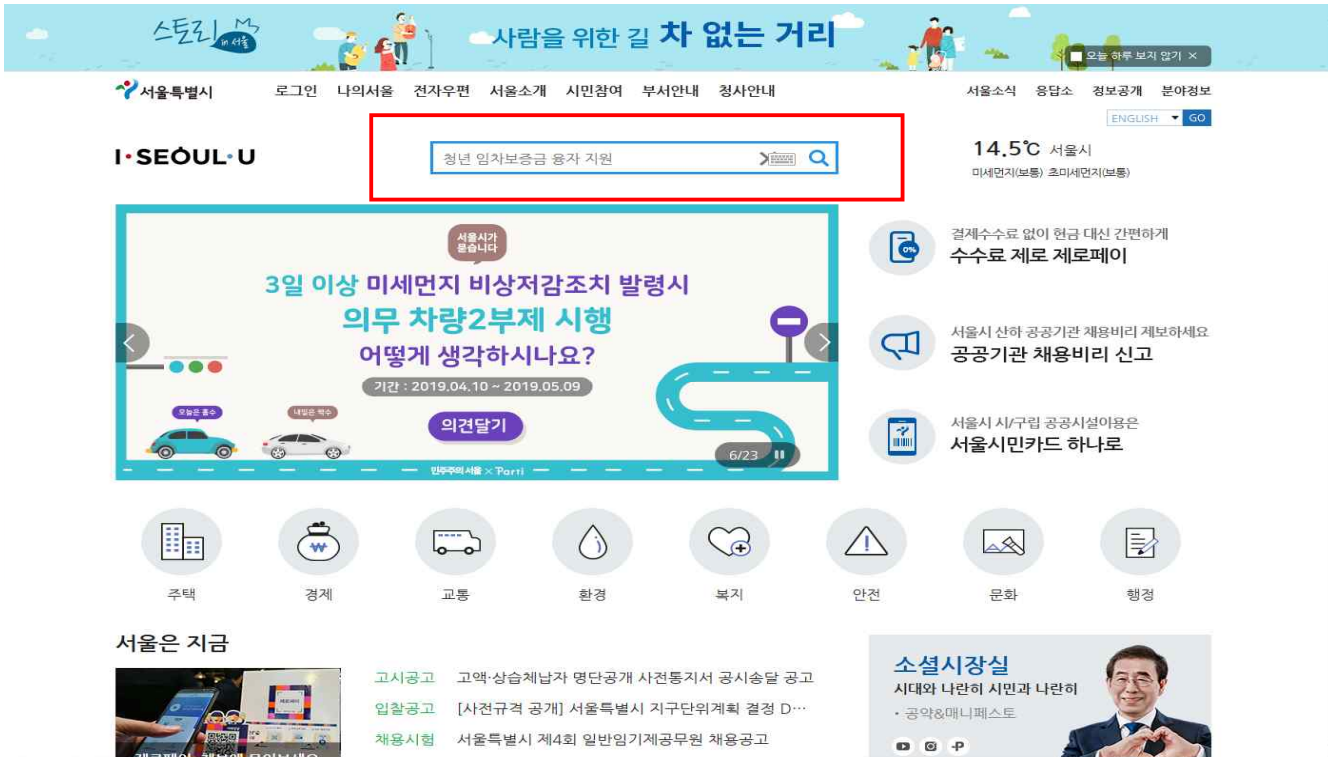 스토리 in 서울
사람을 위한 길 차 없는 거리
오늘 하루 보지 않기 ×
서울특별시
로그인 나의서울 전자우편 서울소개 시민참여 부서안내 청사안내
서울소식 응답소 정보공개 분야정보
ENGLISH GO
I·SEOUL·U
청년 임차보증금 융자 지원
14.5℃ 서울시
미세먼지(보통) 초미세먼지(보통)
서울시가
묻습니다
3일 이상 미세먼지 비상저감조치 발령시
의무 차량2부제 시행
어떻게 생각하시나요?
기간 : 2019.04.10 ~ 2019.05.09
오늘은 홀수
내일은 짝수
의견달기
6/23
민주주의 서울 × Parti
결제수수료 없이 현금 대신 간편하게
수수료 제로 제로페이
서울시 산하 공공기관 채용비리 제보하세요
공공기관 채용비리 신고
서울시 시/구립 공공시설이용은
서울시민카드 하나로
주택 경제 교통 환경 복지 안전 문화 행정
서울은 지금
고시공고 고액·상습체납자 명단공개 사전통지서 공시송달 공고
입찰공고 [사전규격 공개] 서울특별시 지구단위계획 결정 D…
채용시험 서울특별시 제4회 일반임기제공무원 채용공고
소셜시장실
시대와 나란히 시민과 나란히
· 공약&매니페스토